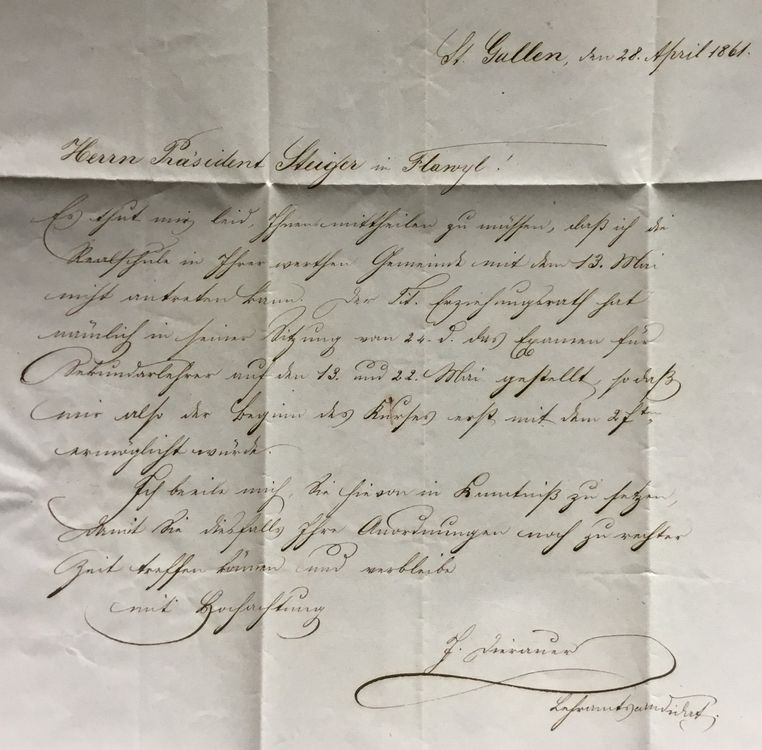 St. Gallen, den 28. April 1861.
Herrn Präsident Steiger in Flawyl!
Es thut mir leid, Ihnen mittheilen zu müssen, daß ich die
Realschule in Ihrer werthen Gemeinde mit dem 13. Mai
nicht antreten kann. Der Tit. Erziehungsrath hat
nämlich in seiner Sitzung vom 24. d. das Examen für
Sekundarlehrer auf den 13. und 22. Mai gestellt, so daß
mir also der Beginn des Kurses erst mit dem 27ten
ermöglicht würde.
Ich beeile mich, Sie hievon in Kenntniß zu setzen,
damit Sie diesfalls Ihre Anordnungen noch zu rechter
Zeit treffen können und verbleibe
mit Hochachtung
J. Dierauer
Lehramtscandidat.